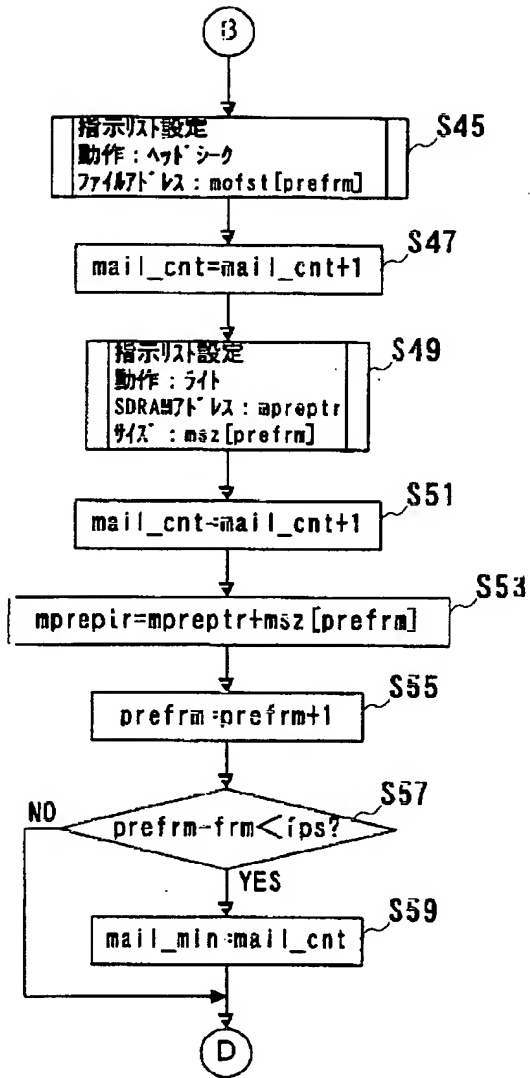 B
指示リスト設定
動作：ヘッドシーク
ファイルアドレス：mofst[prefrm]
S45
mail_cnt=mail_cnt+1
S47
指示リスト設定
動作：ライト
SDRAMアドレス：mpreptr
サイズ：msz[prefrm]
S49
mail_cnt=mail_cnt+1
S51
mpreptr=mpreptr+msz[prefrm]
S53
prefrm=prefrm+1
S55
prefrm-frm<fps?
S57
NO
YES
mail_min=mail_cnt
S59
D